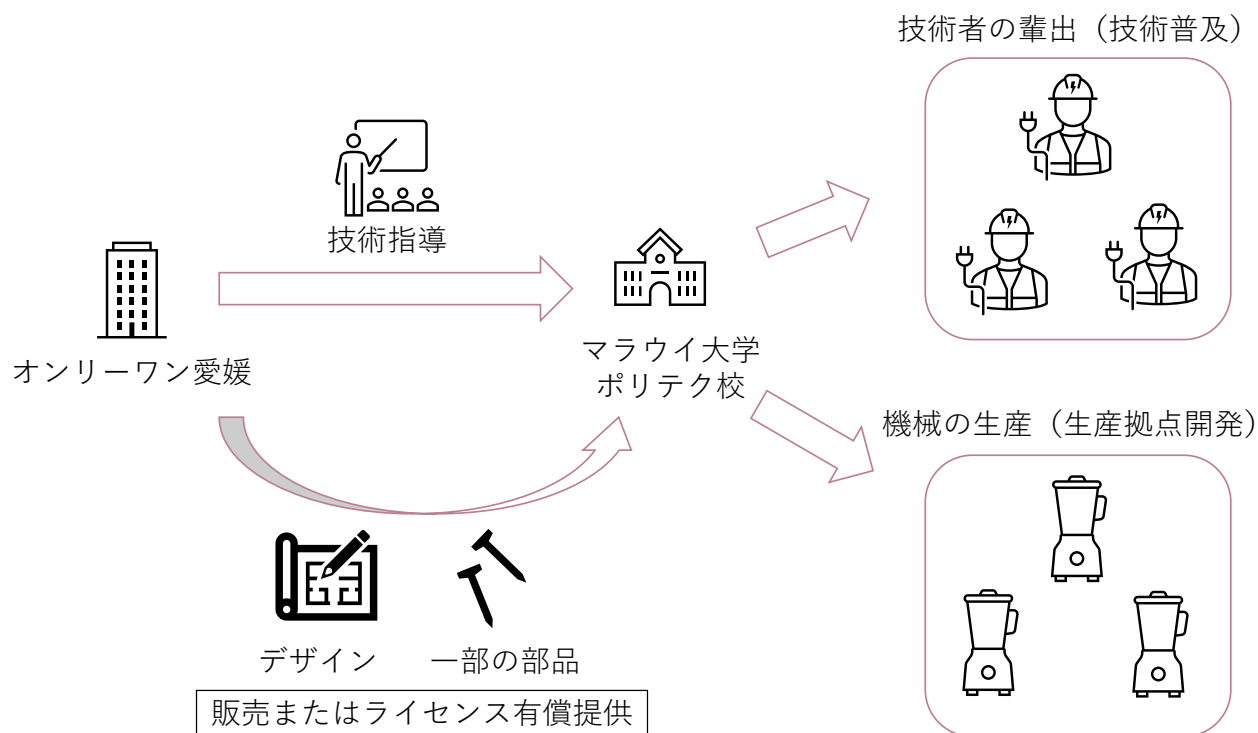 技術者の輩出（技術普及）
技術指導
オンリーワン愛媛
マラウイ大学
ポリテク校
機械の生産（生産拠点開発）
デザイン
一部の部品
販売またはライセンス有償提供